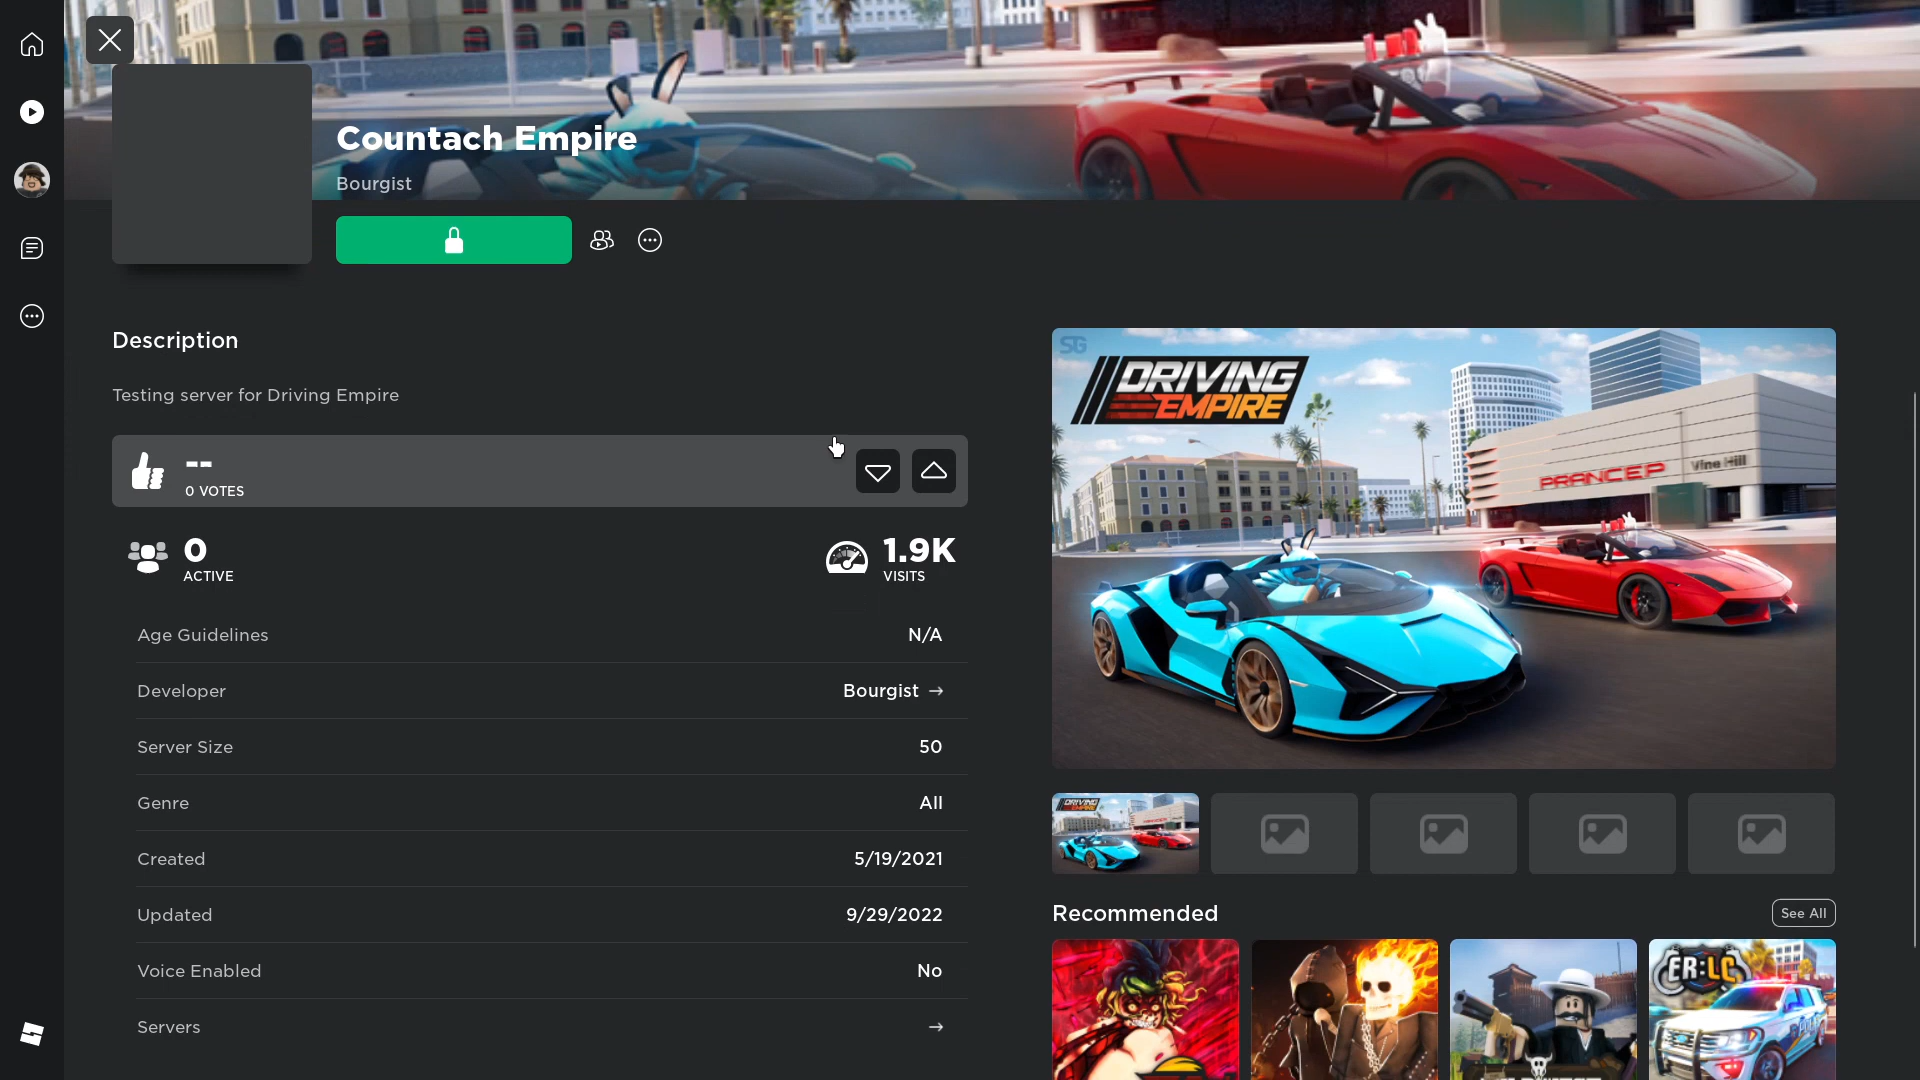 Countach Empire
Bourgist
Description
Testing server for Driving Empire
--
0 VOTES
0
ACTIVE
1.9K
VISITS
Age Guidelines
N/A
Developer
Bourgist →
Server Size
50
Genre
All
Created
5/19/2021
Updated
9/29/2022
Voice Enabled
No
Servers
→
SG
DRIVING
EMPIRE
PRANCEP
Vine Hill
DRIVING
EMPIRE
Recommended
See All
ER:LC